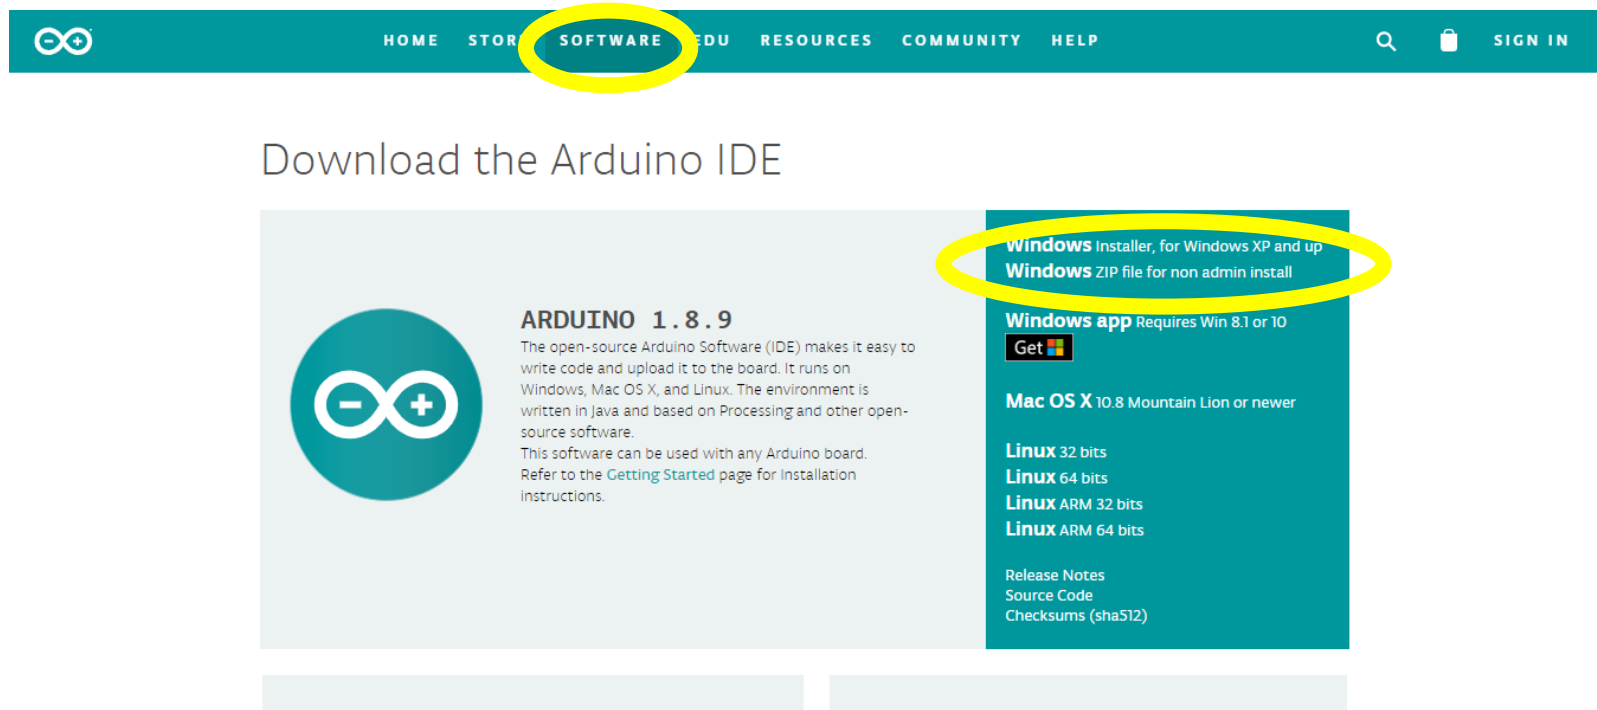 HOME STOR SOFTWARE EDU RESOURCES COMMUNITY HELP SIGN IN
Download the Arduino IDE
ARDUINO 1.8.9
The open-source Arduino Software (IDE) makes it easy to
write code and upload it to the board. It runs on
Windows, Mac OS X, and Linux. The environment is
written in Java and based on Processing and other open-
source software.
This software can be used with any Arduino board.
Refer to the Getting Started page for Installation
instructions.
Windows Installer, for Windows XP and up
Windows ZIP file for non admin install
Windows app Requires Win 8.1 or 10
Get
Mac OS X 10.8 Mountain Lion or newer
Linux 32 bits
Linux 64 bits
Linux ARM 32 bits
Linux ARM 64 bits
Release Notes
Source Code
Checksums (sha512)